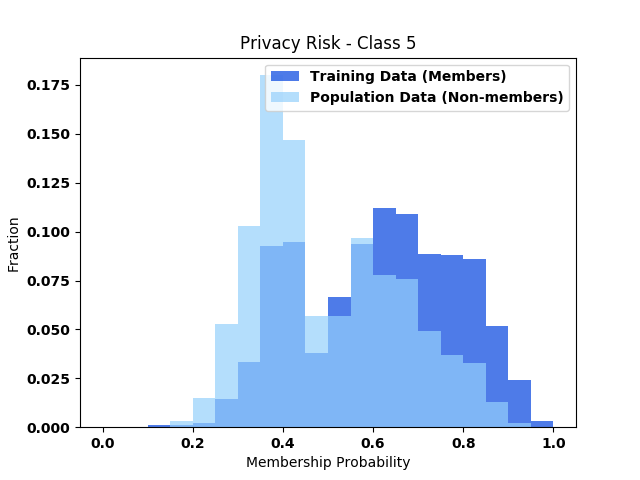 Privacy Risk - Class 5
Training Data (Members)
Population Data (Non-members)
0.175
0.150
0.125
0.100
0.075
0.050
0.025
0.000
Fraction
0.0 0.2 0.4 0.6 0.8 1.0
Membership Probability